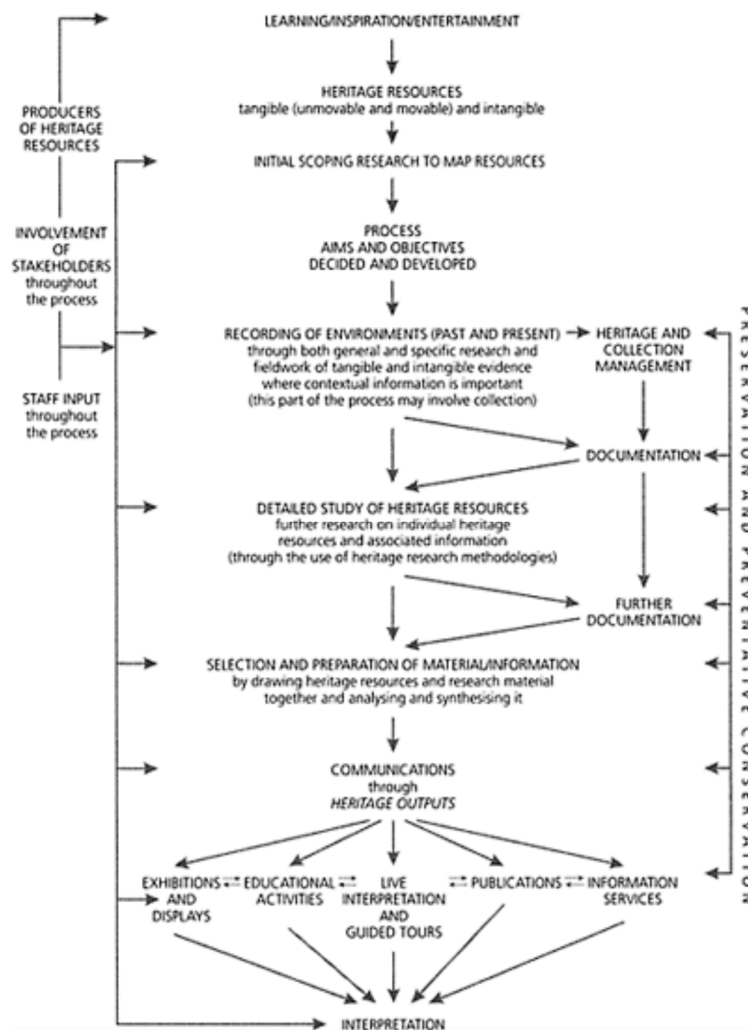 LEARNING/INSPIRATION/ENTERTAINMENT
HERITAGE RESOURCES
tangible (unmovable and movable) and intangible
PRODUCERS
OF HERITAGE
RESOURCES
INITIAL SCOPING RESEARCH TO MAP RESOURCES
PROCESS
AIMS AND OBJECTIVES
DECIDED AND DEVELOPED
INVOLVEMENT
OF
STAKEHOLDERS
throughout
the process
RECORDING OF ENVIRONMENTS (PAST AND PRESENT)
through both general and specific research and
fieldwork of tangible and intangible evidence
where contextual information is important
(this part of the process may involve collection)
HERITAGE AND
COLLECTION
MANAGEMENT
STAFF INPUT
throughout
the process
DOCUMENTATION
DETAILED STUDY OF HERITAGE RESOURCES
further research on individual heritage
resources and associated information
(through the use of heritage research methodologies)
FURTHER
DOCUMENTATION
SELECTION AND PREPARATION OF MATERIAL/INFORMATION
by drawing heritage resources and research material
together and analysing and synthesising it
COMMUNICATIONS
through
HERITAGE OUTPUTS
EXHIBITIONS
AND
DISPLAYS
EDUCATIONAL
ACTIVITIES
LIVE
INTERPRETATION
AND
GUIDED TOURS
PUBLICATIONS
INFORMATION
SERVICES
INTERPRETATION
PRESERVATION AND PREVENTATIVE CONSERVATION